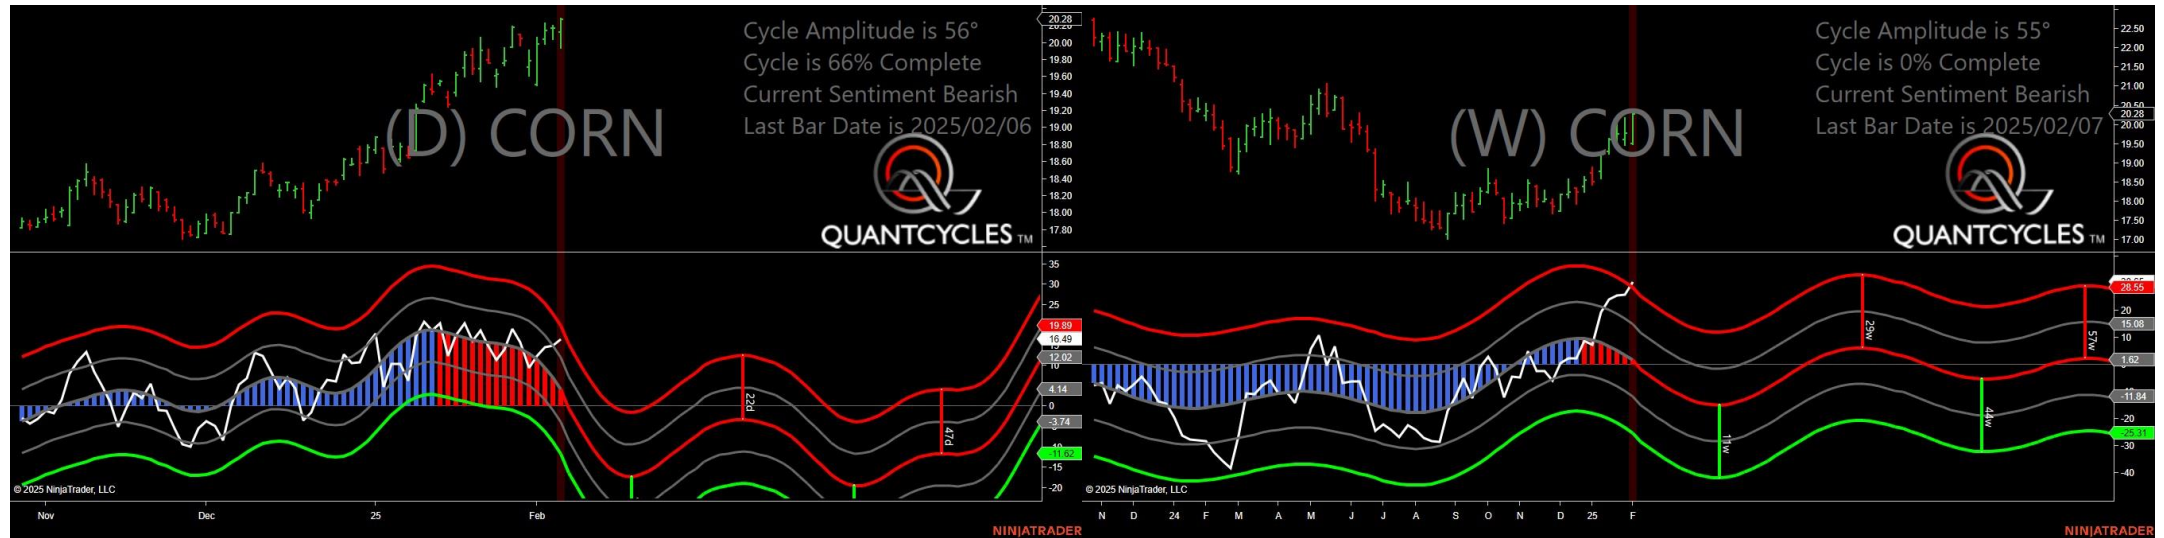 Cycle Amplitude is 56°
Cycle is 66% Complete
Current Sentiment Bearish
Last Bar Date is 2025/02/06
(D) CORN
QUANTCYCLES TM
20.28
20.00
19.80
19.60
19.40
19.20
19.00
18.80
18.60
18.40
18.20
18.00
17.80
35
30
25
19.89
16.49
12.02
10
4.14
0
-3.74
-11.62
-15
-20
22d
47d
© 2025 NinjaTrader, LLC
Nov Dec 25 Feb
NINJATRADER
Cycle Amplitude is 55°
Cycle is 0% Complete
Current Sentiment Bearish
Last Bar Date is 2025/02/07
(W) CORN
QUANTCYCLES TM
22.50
22.00
21.50
21.00
20.50
20.28
20.00
19.50
19.00
18.50
18.00
17.50
17.00
28.55
20
15.08
10
1.62
-11.84
-20
-25.31
-30
-40
11w
29w
44w
57w
© 2025 NinjaTrader, LLC
N D 24 F M A M J J A S O N D 25 F
NINJATRADER